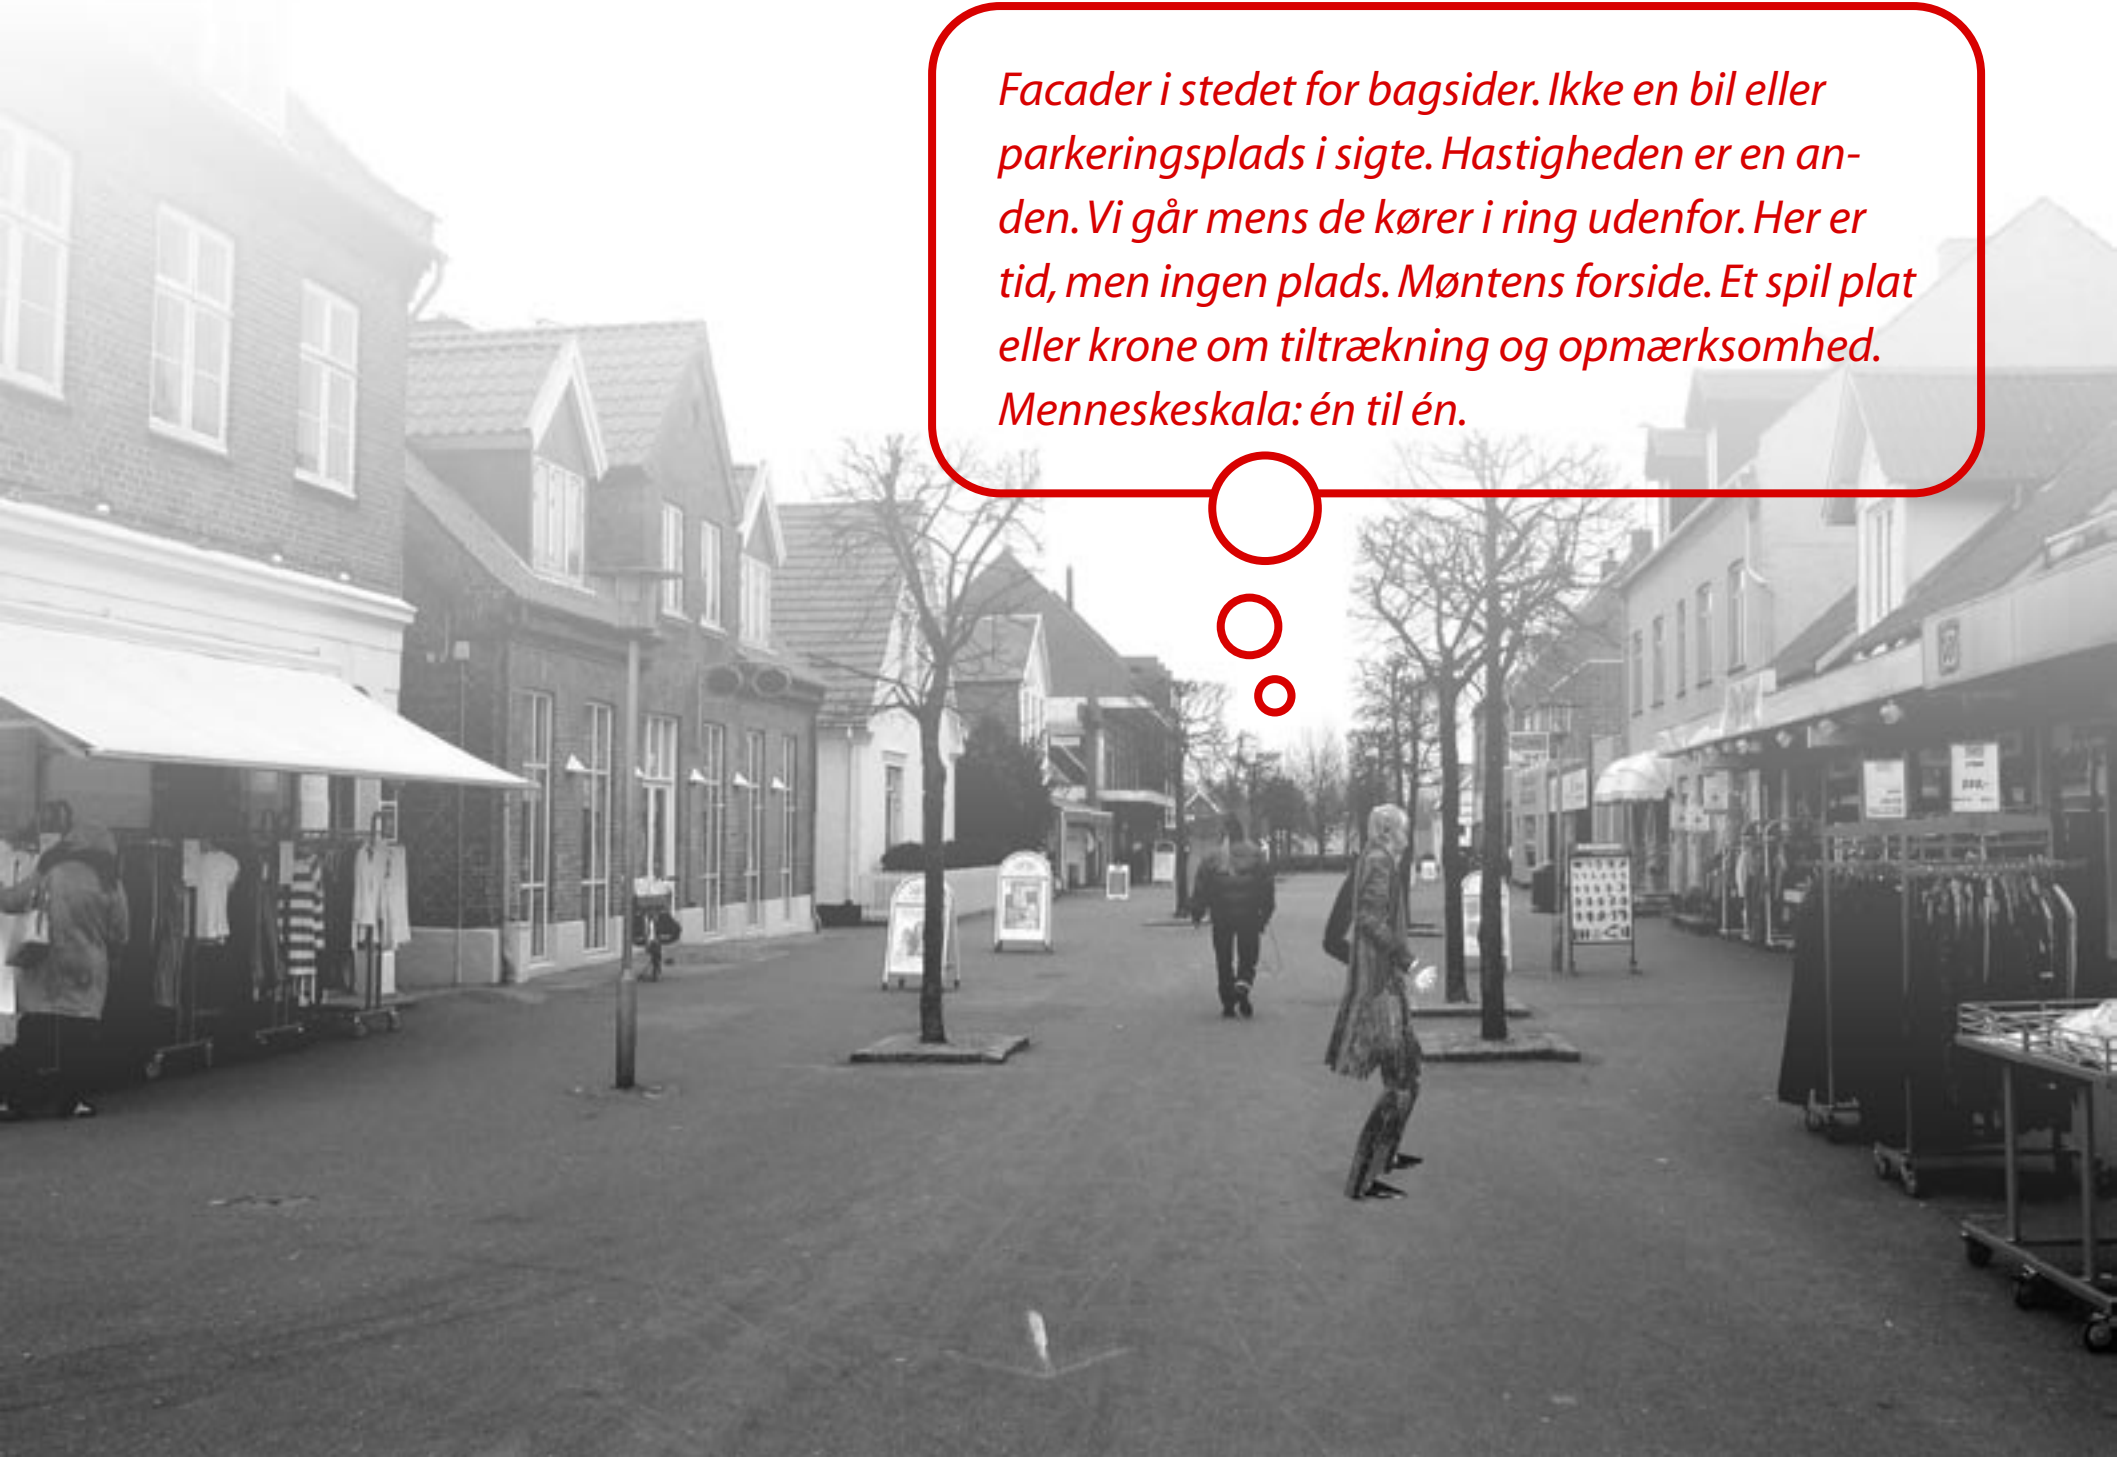 Facader i stedet for bagsider. Ikke en bil eller
parkeringsplads i sigte. Hastigheden er en an-
den. Vi går mens de kører i ring udenfor. Her er
tid, men ingen plads. Møntens forside. Et spil plat
eller krone om tiltrækning og opmærksomhed.
Menneskeskala: én til én.